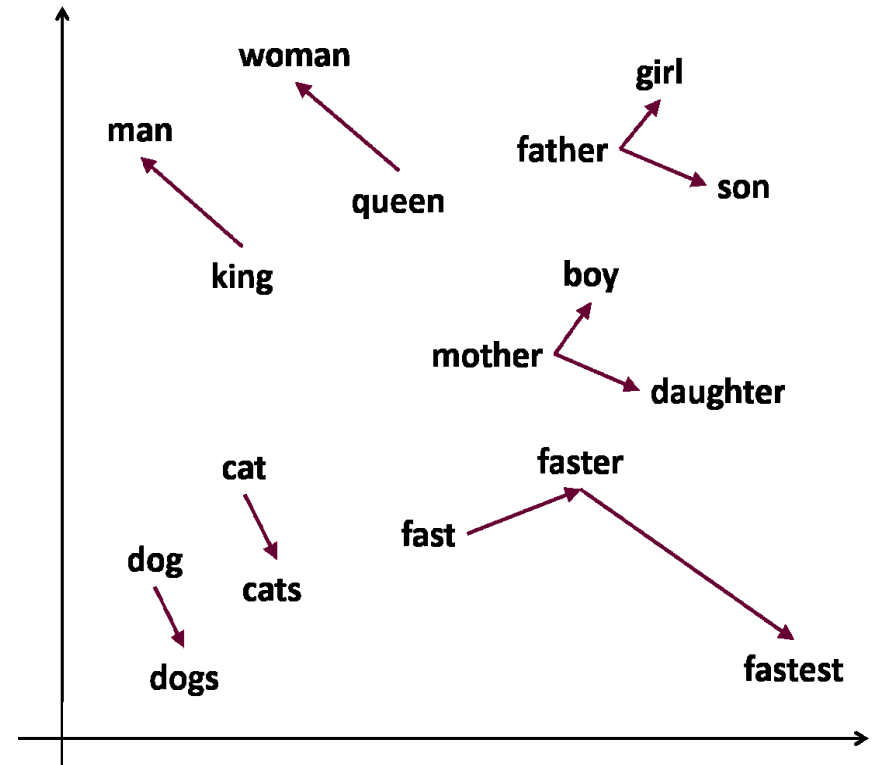 woman
girl
man
father
son
queen
king
boy
mother
daughter
cat
faster
fast
dog
cats
dogs
fastest